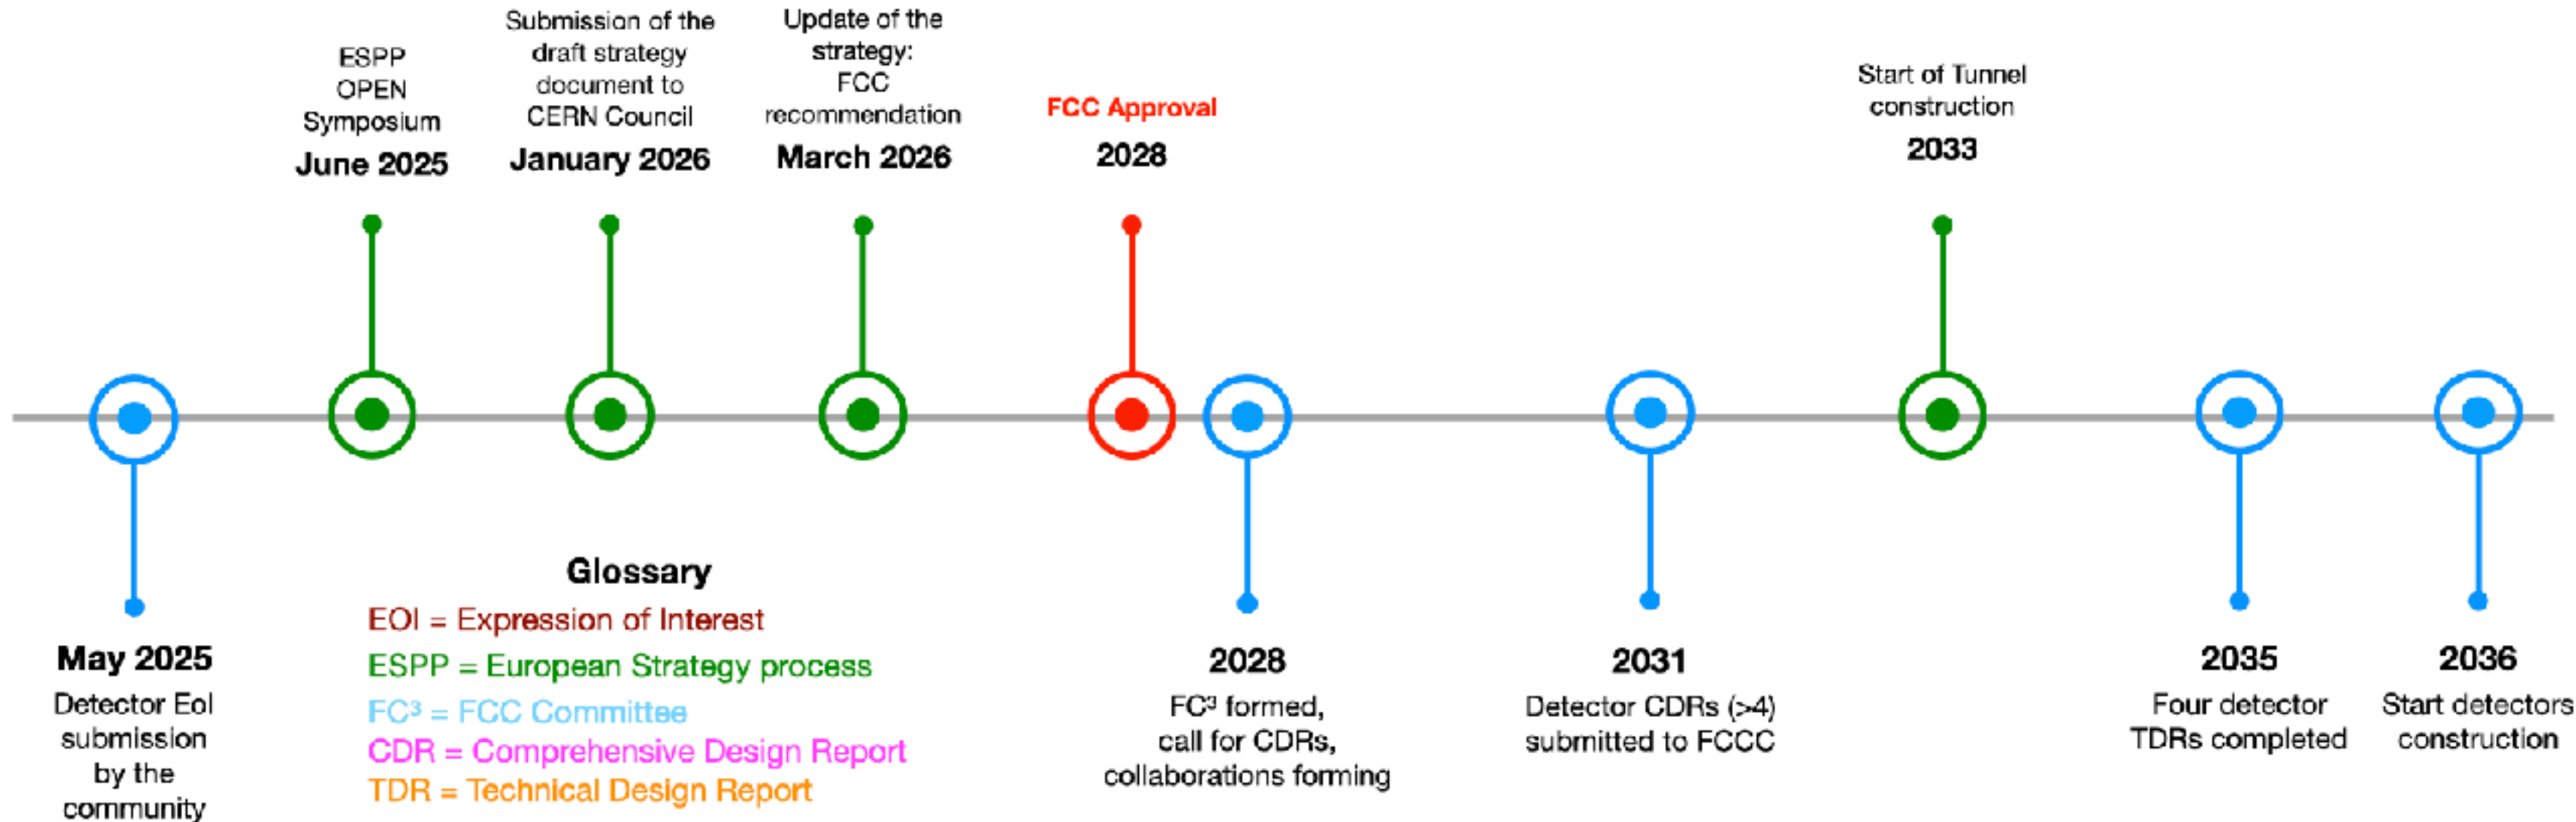 ESPP
OPEN
Symposium
June 2025
Submission of the
draft strategy
document to
CERN Council
January 2026
Update of the
strategy:
FCC
recommendation
March 2026
FCC Approval
2028
Start of Tunnel
construction
2033
May 2025
Detector EoI
submission
by the
community
Glossary
EOI = Expression of Interest
ESPP = European Strategy process
FC³ = FCC Committee
CDR = Comprehensive Design Report
TDR = Technical Design Report
2028
FC³ formed,
call for CDRs,
collaborations forming
2031
Detector CDRs (>4)
submitted to FCCC
2035
Four detector
TDRs completed
2036
Start detectors
construction